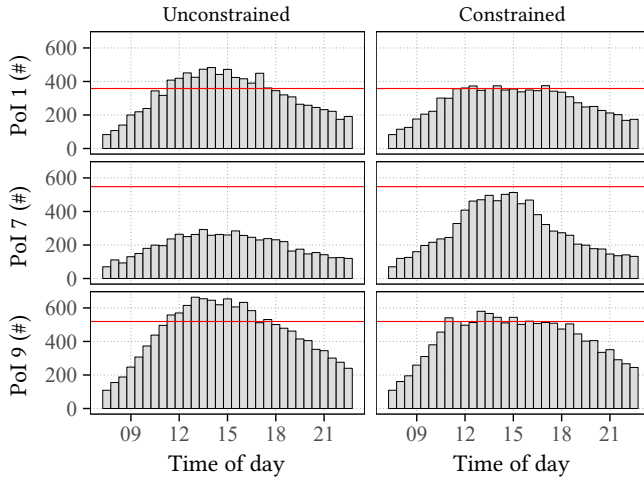 Unconstrained Constrained
PoI 1 (#)
600
400
200
0
PoI 7 (#)
600
400
200
0
PoI 9 (#)
600
400
200
0
09 12 15 18 21 09 12 15 18 21
Time of day Time of day